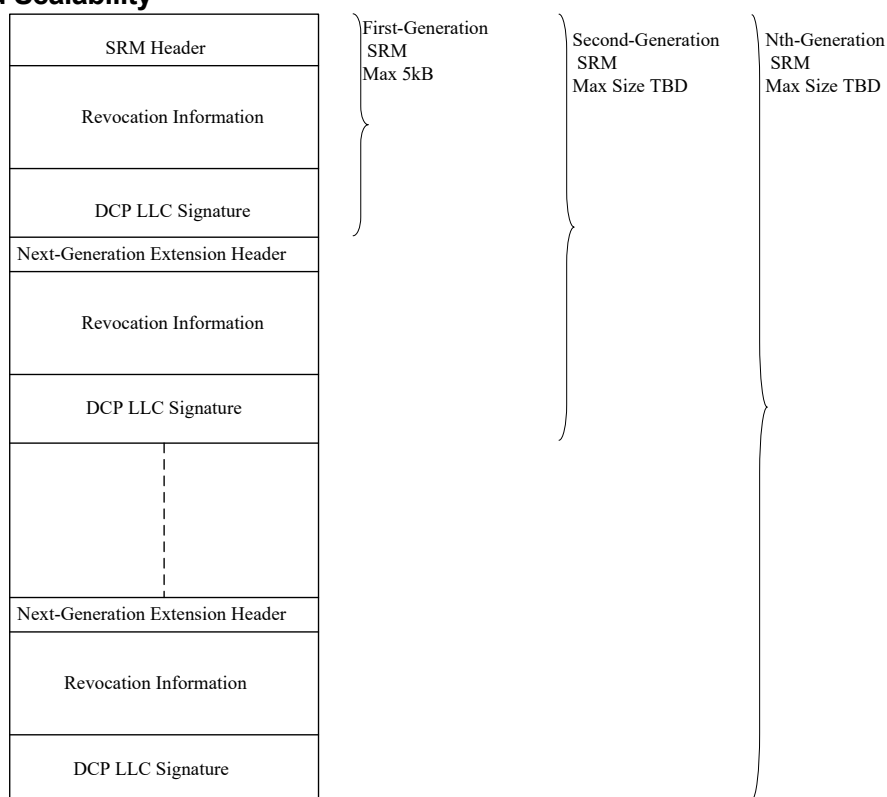 Scalability
SRM Header
Revocation Information
DCP LLC Signature
Next-Generation Extension Header
Revocation Information
DCP LLC Signature
Next-Generation Extension Header
Revocation Information
DCP LLC Signature
First-Generation
SRM
Max 5kB
Second-Generation
SRM
Max Size TBD
Nth-Generation
SRM
Max Size TBD